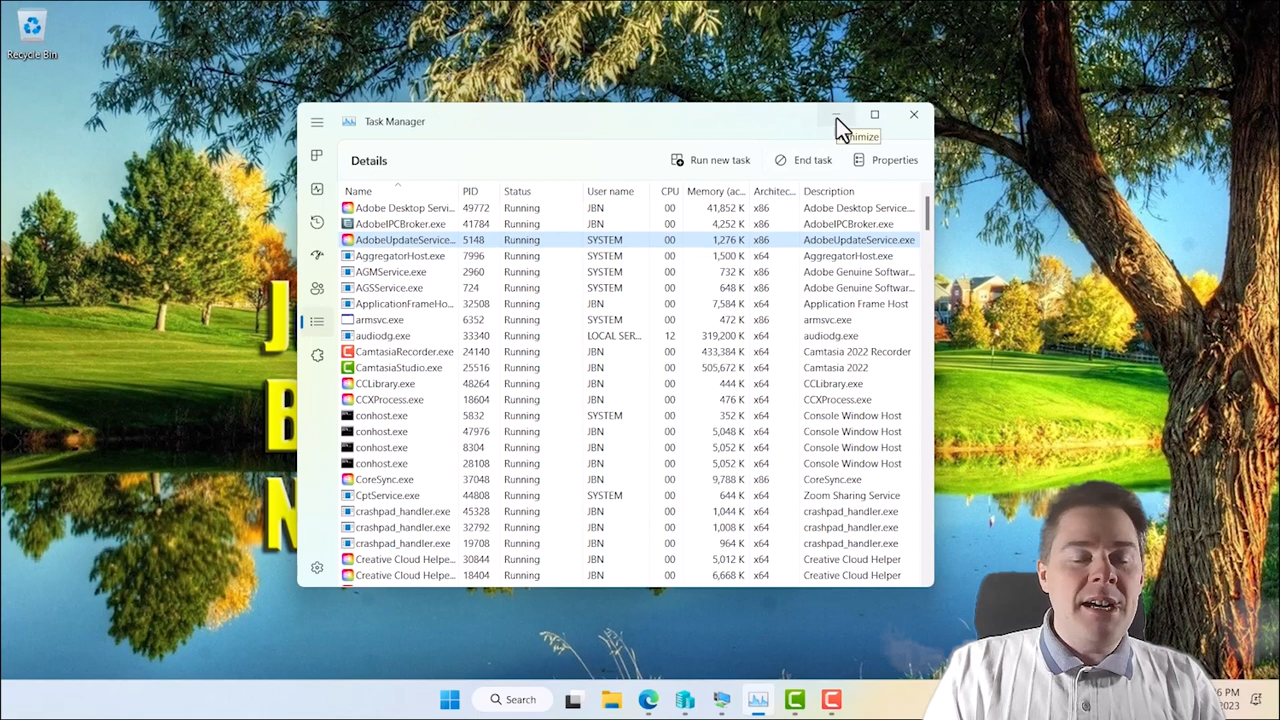 Recycle Bin
Task Manager
Details
Run new task
End task
Properties
Name PID Status User name CPU Memory (ac... Architec... Description
Adobe Desktop Servi... 49772 Running JBN 00 41,852 K x86 Adobe Desktop Service...
AdobeIPCBroker.exe 41784 Running JBN 00 4,252 K x86 AdobeIPCBroker.exe
AdobeUpdateService... 5148 Running SYSTEM 00 1,276 K x86 AdobeUpdateService.exe
AggregatorHost.exe 7996 Running SYSTEM 00 1,500 K x64 AggregatorHost.exe
AGMService.exe 2960 Running SYSTEM 00 732 K x86 Adobe Genuine Softwar...
AGSService.exe 724 Running SYSTEM 00 648 K x86 Adobe Genuine Softwar...
ApplicationFrameHo... 32508 Running JBN 00 7,584 K x64 Application Frame Host
armsvc.exe 6352 Running SYSTEM 00 472 K x86 armsvc.exe
audiodg.exe 33340 Running LOCAL SER... 12 319,200 K x64 audiodg.exe
CamtasiaRecorder.exe 24140 Running JBN 00 433,384 K x64 Camtasia 2022 Recorder
CamtasiaStudio.exe 25516 Running JBN 00 505,672 K x64 Camtasia 2022
CCLibrary.exe 48264 Running JBN 00 444 K x64 CCLibrary.exe
CCXProcess.exe 18604 Running JBN 00 476 K x64 CCXProcess.exe
conhost.exe 5832 Running SYSTEM 00 352 K x64 Console Window Host
conhost.exe 47976 Running JBN 00 5,048 K x64 Console Window Host
conhost.exe 8304 Running JBN 00 5,052 K x64 Console Window Host
conhost.exe 28108 Running JBN 00 5,052 K x64 Console Window Host
CoreSync.exe 37048 Running JBN 00 9,788 K x86 CoreSync.exe
CptService.exe 44808 Running SYSTEM 00 644 K x64 Zoom Sharing Service
crashpad_handler.exe 45328 Running JBN 00 1,044 K x64 crashpad_handler.exe
crashpad_handler.exe 32792 Running JBN 00 1,008 K x64 crashpad_handler.exe
crashpad_handler.exe 19708 Running JBN 00 964 K x64 crashpad_handler.exe
Creative Cloud Helpe... 30844 Running JBN 00 5,012 K x64 Creative Cloud Helper
Creative Cloud Helpe... 18404 Running JBN 00 6,668 K x64 Creative Cloud Helper
J
B
N
Search
PM
2023